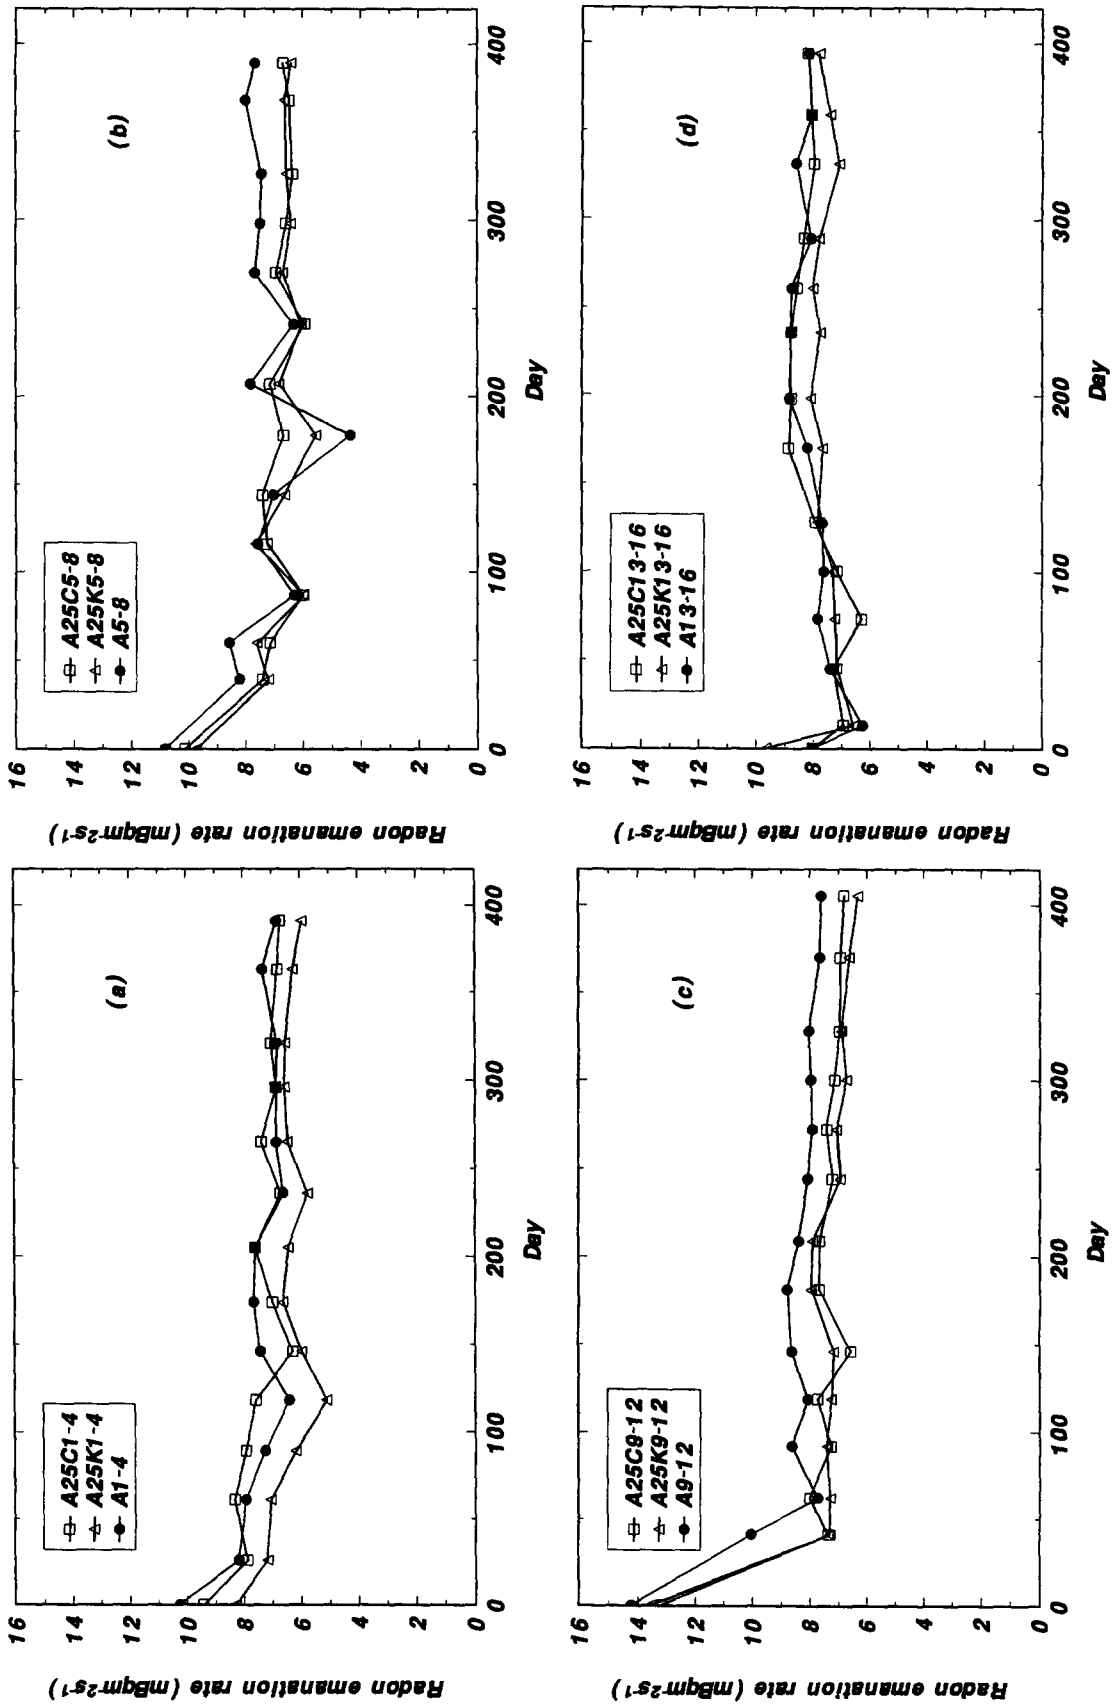 Radon emanation rate (mBqm-2s-1)
16
14
12
10
8
6
4
2
0
A25C1-4
A25K1-4
A1-4
(a)
0
100
200
300
400
Day
Radon emanation rate (mBqm-2s-1)
16
14
12
10
8
6
4
2
0
A25C5-8
A25K5-8
A5-8
(b)
0
100
200
300
400
Day
Radon emanation rate (mBqm-2s-1)
16
14
12
10
8
6
4
2
0
A25C9-12
A25K9-12
A9-12
(c)
0
100
200
300
400
Day
Radon emanation rate (mBqm-2s-1)
16
14
12
10
8
6
4
2
0
A25C13-16
A25K13-16
A13-16
(d)
0
100
200
300
400
Day